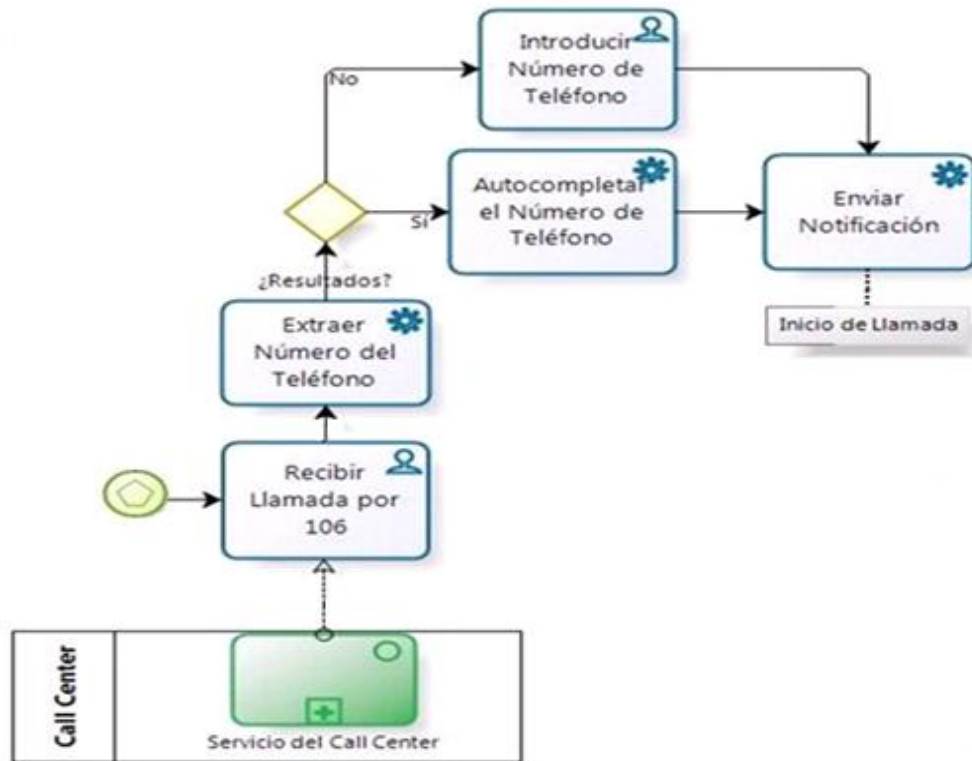 Introducir
Número de
Teléfono
No
Autocompletar
el Número de
Teléfono
Sí
Enviar
Notificación
¿Resultados?
Inicio de Llamada
Extraer
Número del
Teléfono
Recibir
Llamada por
106
Call Center
Servicio del Call Center